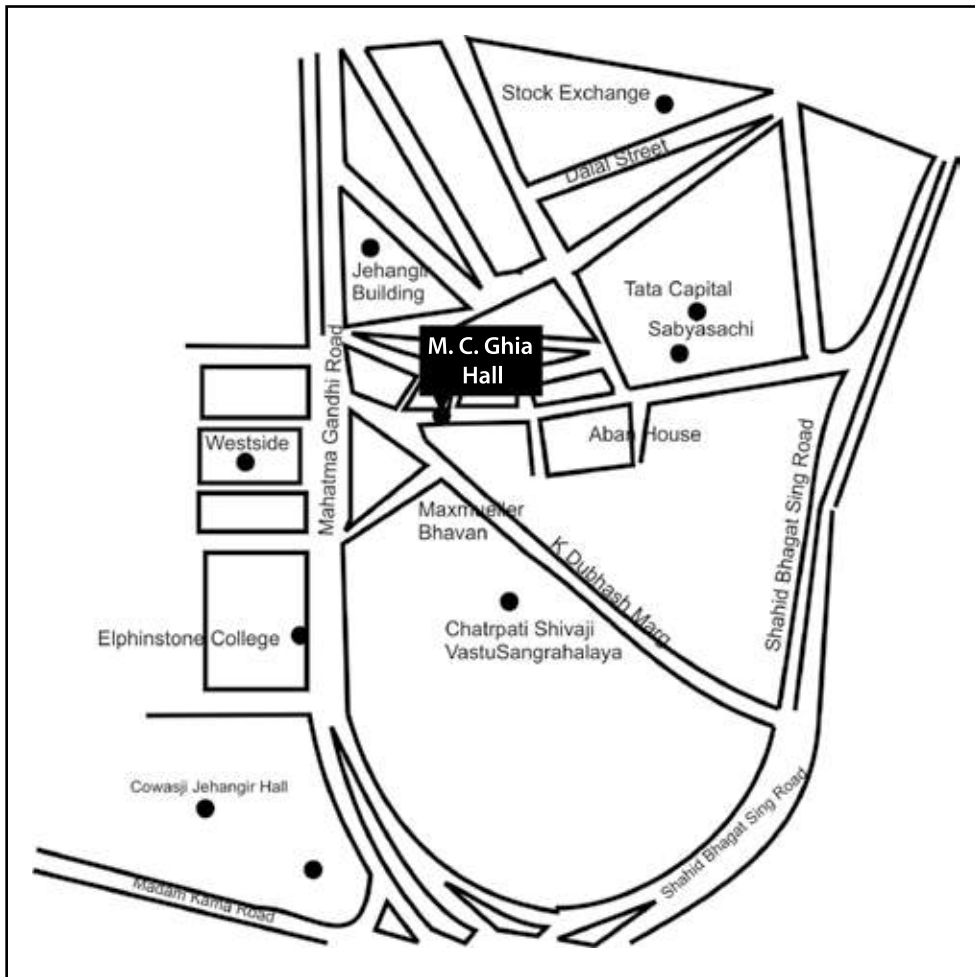 Stock Exchange
Dalal Street
Jehangir
Building
Tata Capital
Sabyasachi
M. C. Ghia
Hall
Mahatma Gandhi Road
Aban House
Westside
Maxmueller
Bhavan
K Dubhash Marg
Shahid Bhagat Sing Road
Elphinstone College
Chatrpati Shivaji
VastuSangrahalaya
Cowasji Jehangir Hall
Shahid Bhagat Sing Road
Madam Kama Road